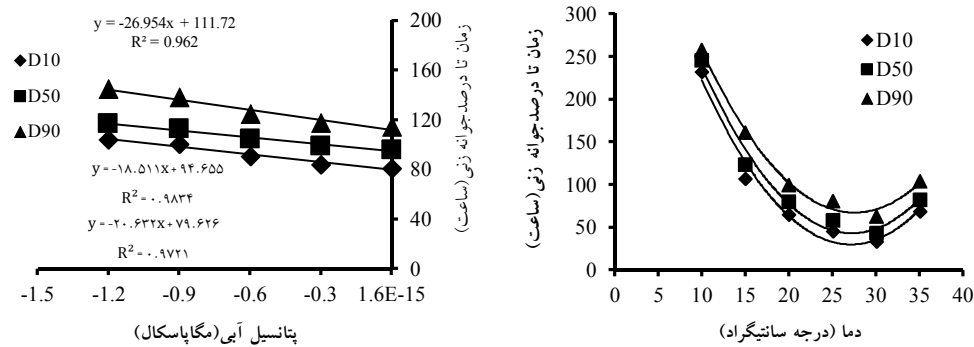 y = -26.954x + 111.72
R² = 0.962
D10
D50
D90
y = -۱۸.۵۱۱x + ۹۴.۶۵۵
R² = ۰.۹۸۳۴
y = -۲۰.۶۳۲x + ۷۹.۶۲۶
R² = ۰.۹۷۲۱
200
160
120
80
40
0
زمان تا درصدجوانه زنی(ساعت)
-1.5 -1.2 -0.9 -0.6 -0.3 1.6E-15
پتانسیل آبی(مگاپاسکال)
زمان تا درصدجوانه زنی(ساعت)
300
250
200
150
100
50
0
D10
D50
D90
0 5 10 15 20 25 30 35 40
دما (درجه سانتیگراد)